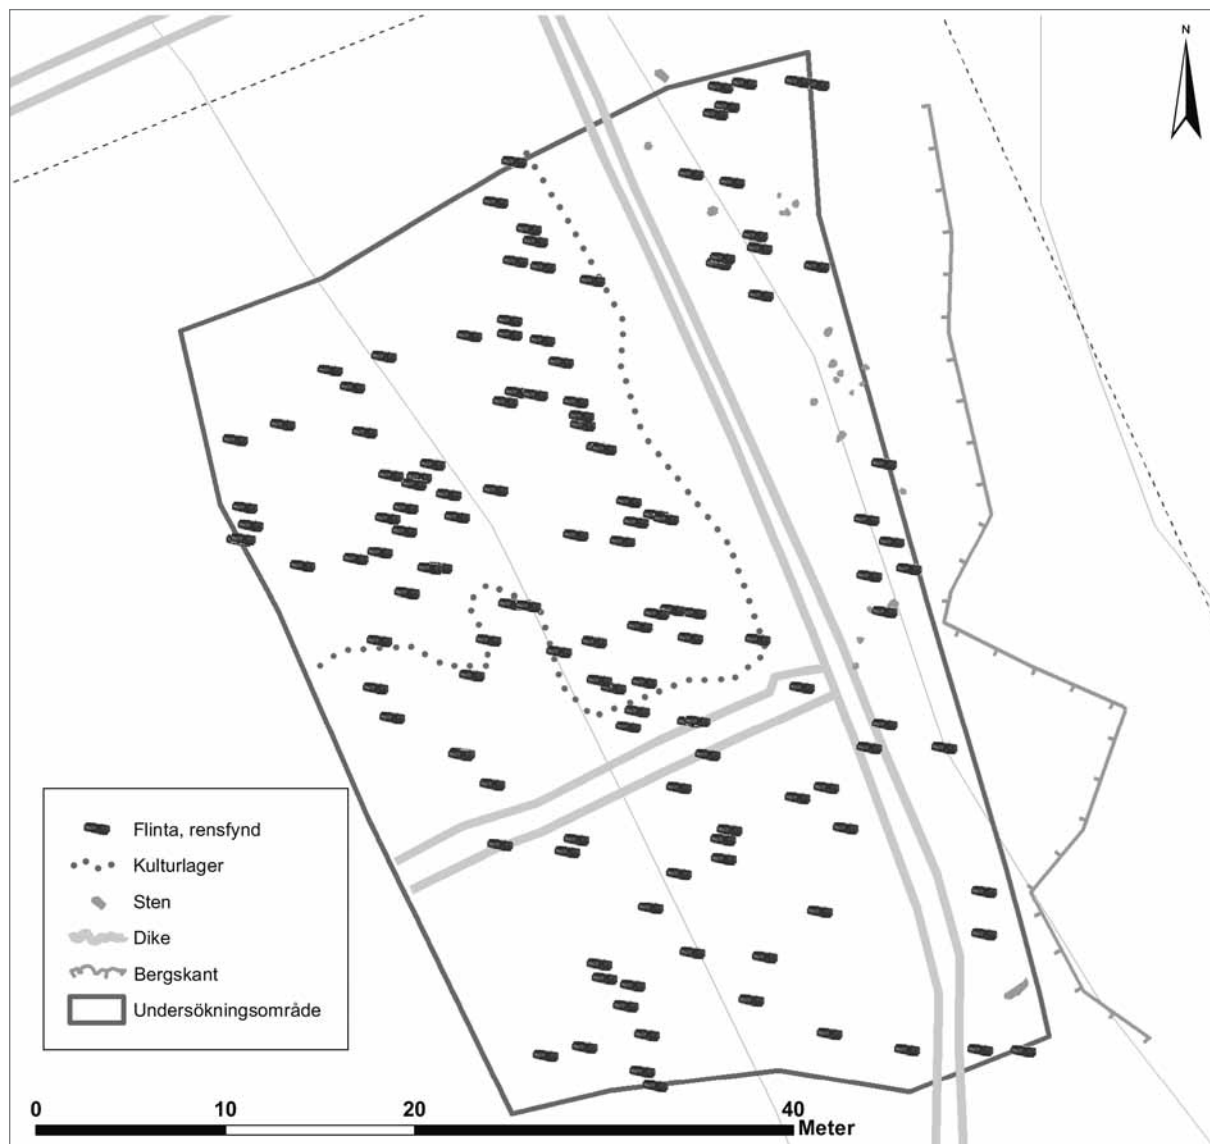 N
Flinta, rensfynd
Kulturlager
Sten
Dike
Bergskant
Undersökningsområde
0 10 20 40
Meter